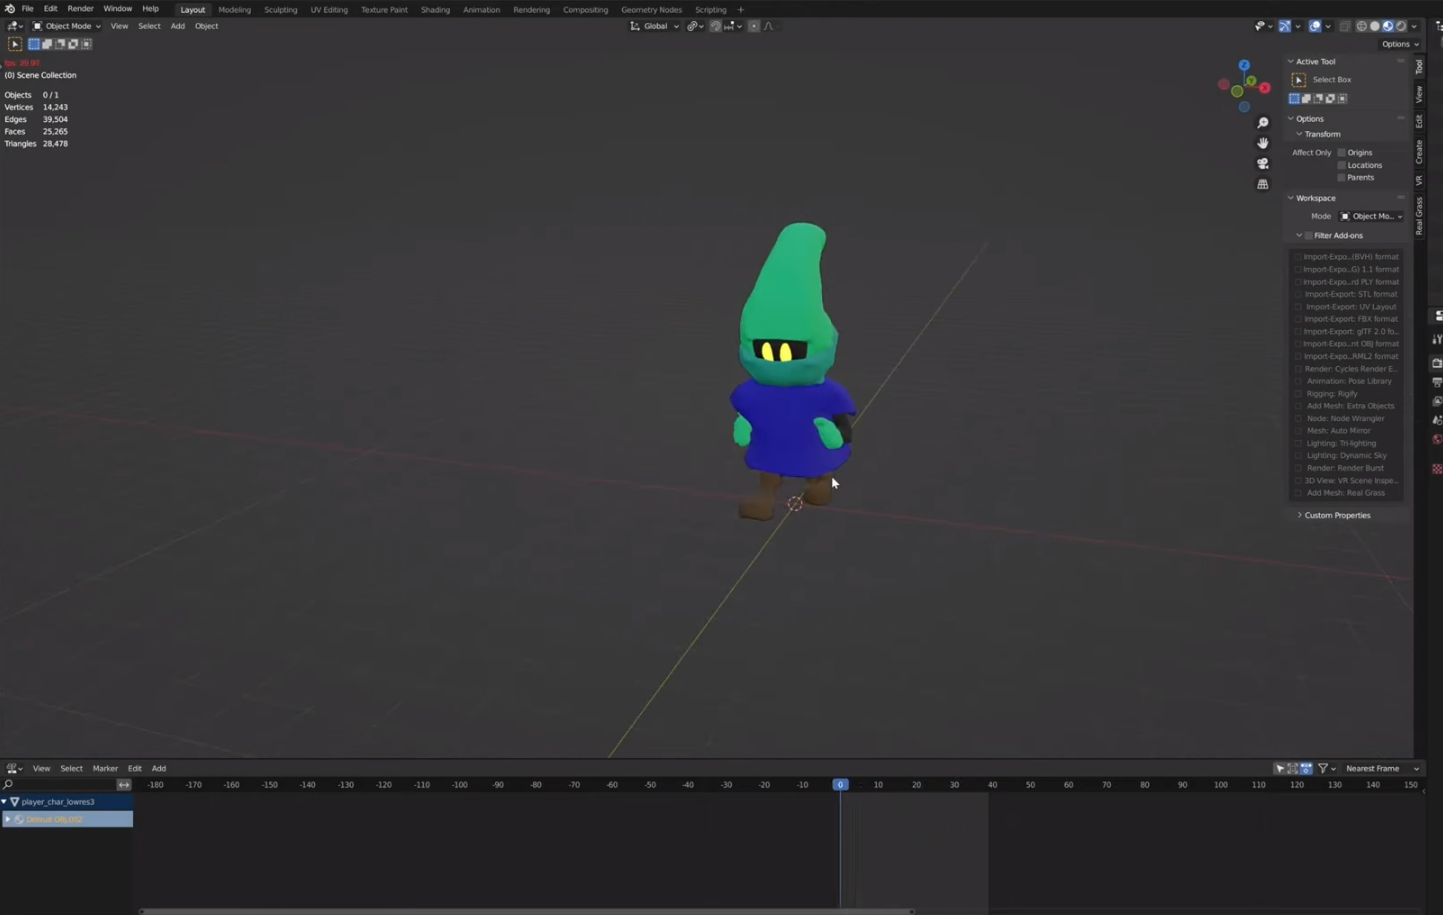 File Edit Render Window Help Layout Modeling Sculpting UV Editing Texture Paint Shading Animation Rendering Compositing Geometry Nodes Scripting +
Object Mode View Select Add Object Global
Options
fps: 39.97
(0) Scene Collection
Objects 0 / 1
Vertices 14,243
Edges 39,504
Faces 25,265
Triangles 28,478
Z
Y
X
Active Tool
Select Box
Options
Transform
Affect Only Origins
Locations
Parents
Workspace
Mode Object Mo...
Filter Add-ons
Import-Expo...(BVH) format
Import-Expo...G) 1.1 format
Import-Expo...rd PLY format
Import-Export: STL format
Import-Export: UV Layout
Import-Export: FBX format
Import-Export: glTF 2.0 fo...
Import-Expo...nt OBJ format
Import-Expo...RML2 format
Render: Cycles Render E...
Animation: Pose Library
Rigging: Rigify
Add Mesh: Extra Objects
Node: Node Wrangler
Mesh: Auto Mirror
Lighting: Tri-lighting
Lighting: Dynamic Sky
Render: Render Burst
3D View: VR Scene Inspe...
Add Mesh: Real Grass
Custom Properties
Tool
View
Edit
Create
VR
Real Grass
View Select Marker Edit Add Nearest Frame
-180 -170 -160 -150 -140 -130 -120 -110 -100 -90 -80 -70 -60 -50 -40 -30 -20 -10 0 10 20 30 40 50 60 70 80 90 100 110 120 130 140 150
player_char_lowres3